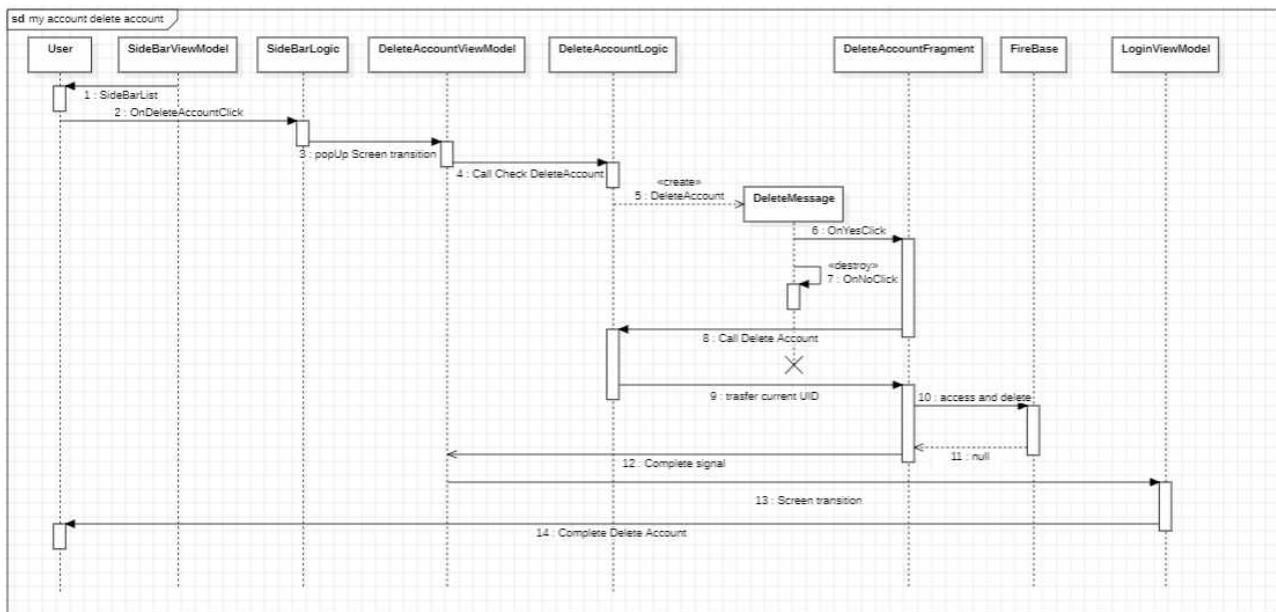 sd my account delete account
User
SideBarViewModel
SideBarLogic
DeleteAccountViewModel
DeleteAccountLogic
DeleteAccountFragment
FireBase
LoginViewModel
1 : SideBarList
2 : OnDeleteAccountClick
3 : popUp Screen transition
4 : Call Check DeleteAccount
«create»
5 : DeleteAccount
DeleteMessage
6 : OnYesClick
«destroy»
7 : OnNoClick
8 : Call Delete Account
9 : trasfer current UID
10 : access and delete
11 : null
12 : Complete signal
13 : Screen transition
14 : Complete Delete Account